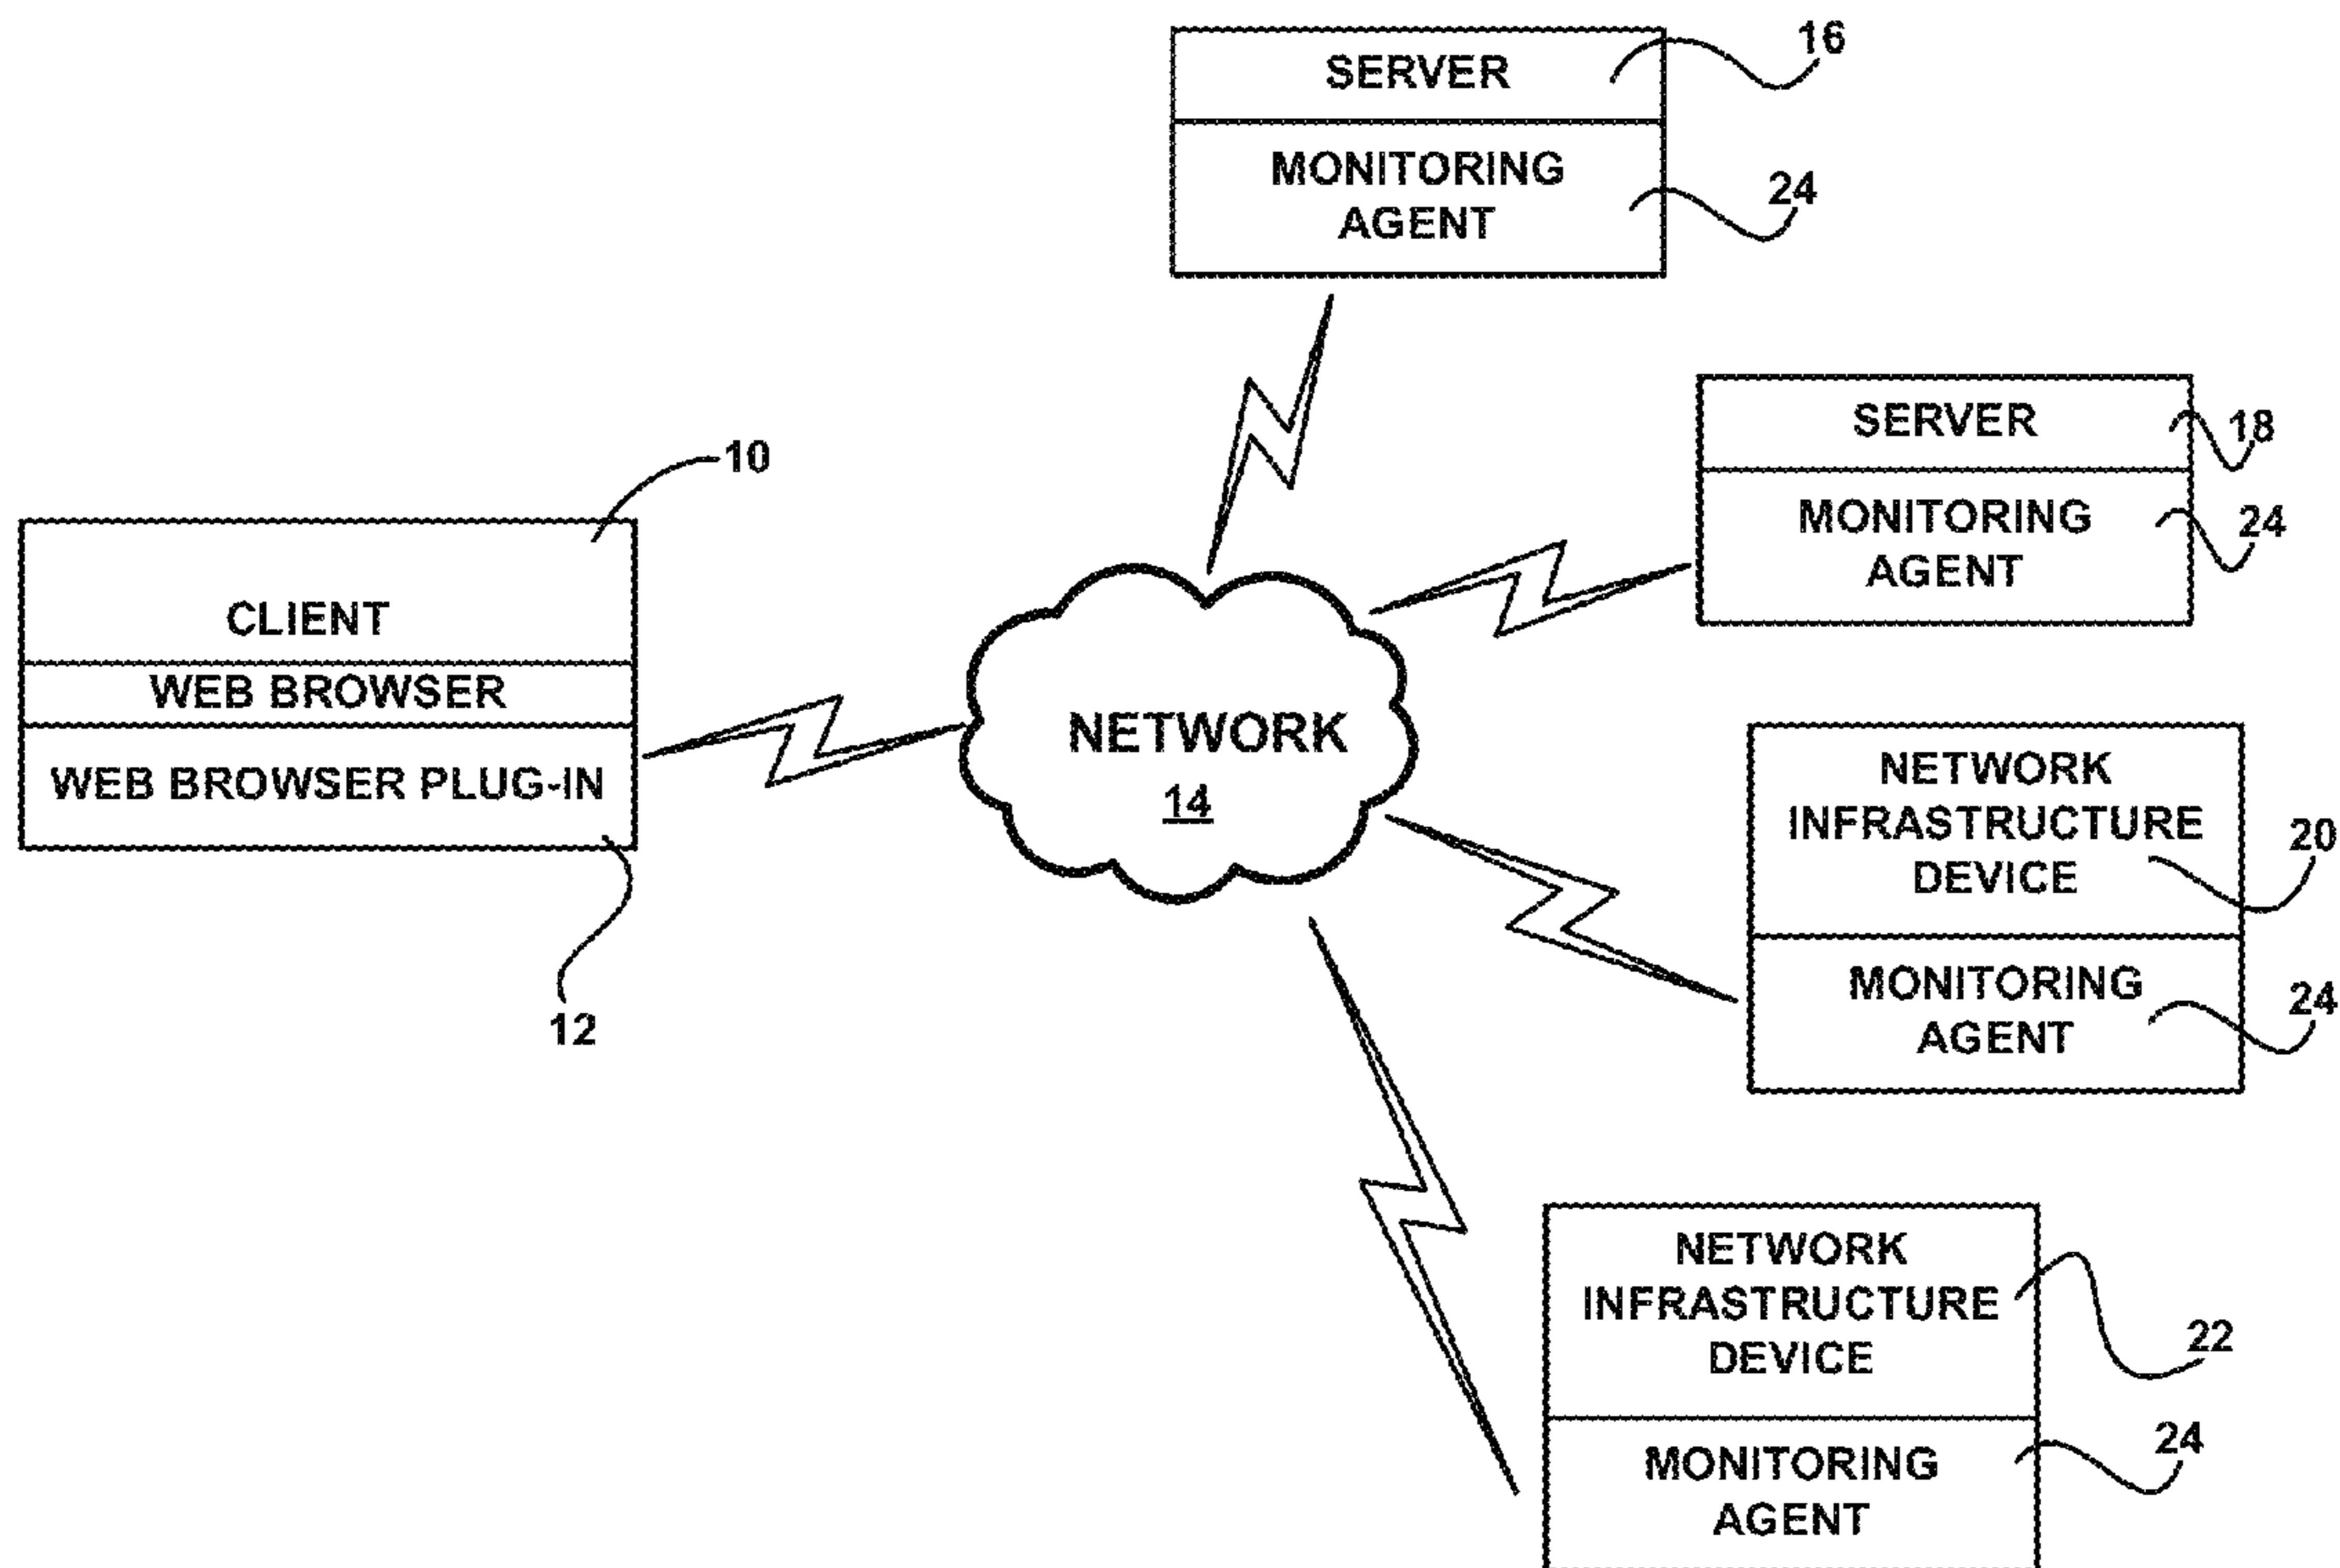 16
SERVER
MONITORING
AGENT
24
SERVER
18
MONITORING
AGENT
24
10
CLIENT
WEB BROWSER
WEB BROWSER PLUG-IN
12
NETWORK
14
NETWORK
INFRASTRUCTURE
DEVICE
20
MONITORING
AGENT
24
NETWORK
INFRASTRUCTURE
DEVICE
22
MONITORING
AGENT
24